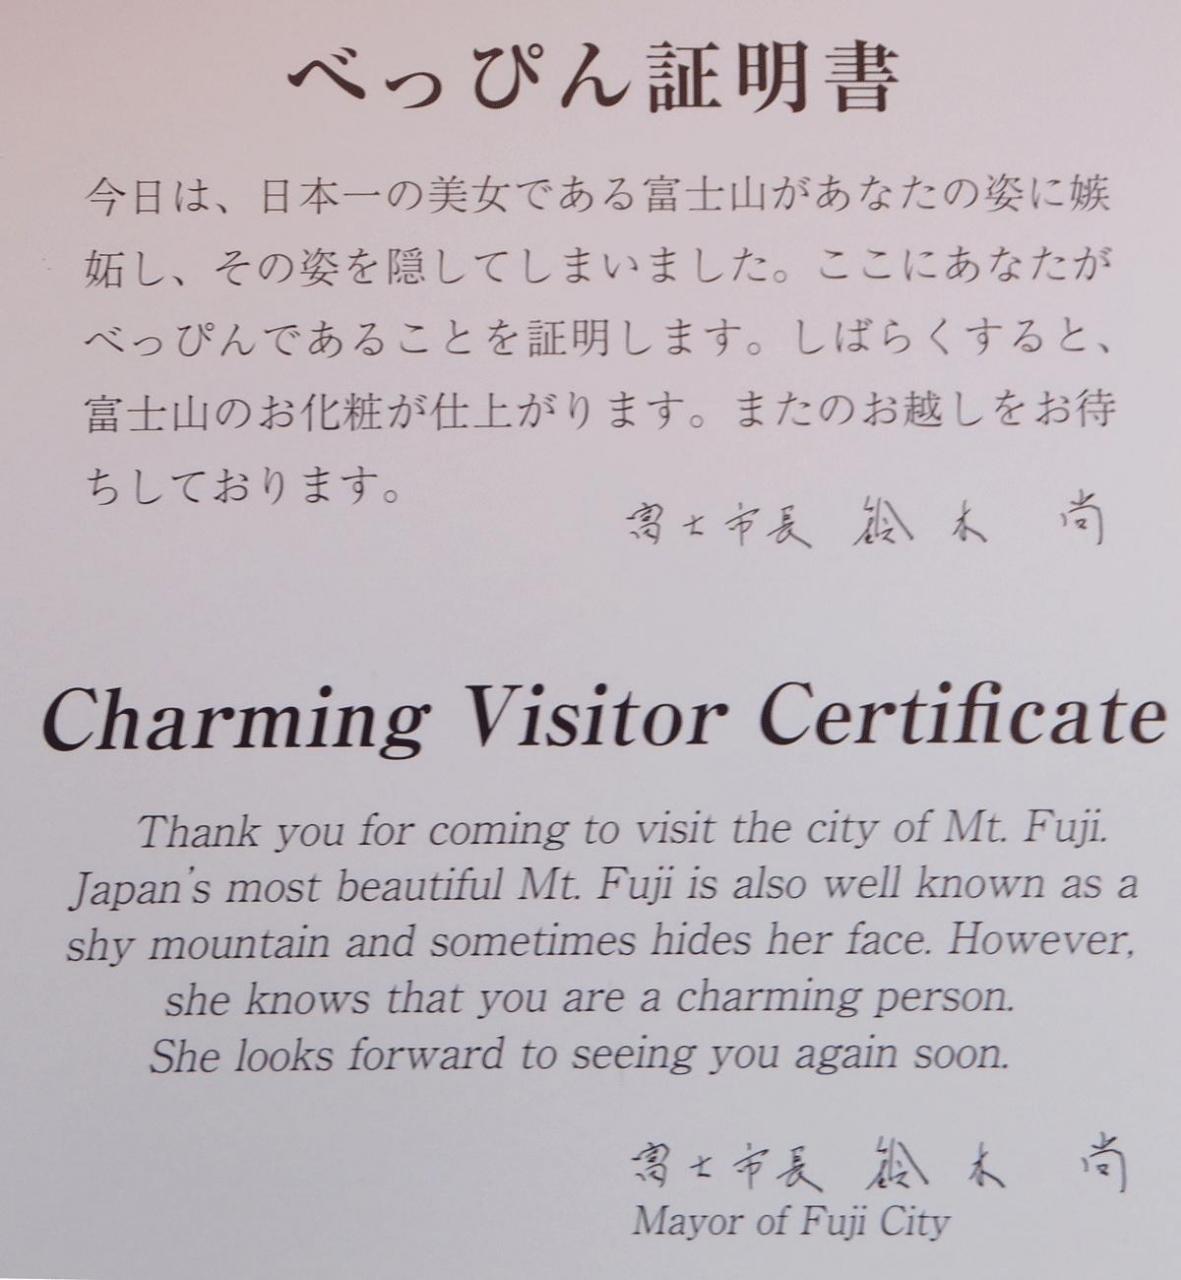 べっぴん証明書
今日は、日本一の美女である富士山があなたの姿に嫉
妬し、その姿を隠してしまいました。ここにあなたが
べっぴんであることを証明します。しばらくすると、
富士山のお化粧が仕上がります。またのお越しをお待
ちしております。
富士市長 鈴木 尚
Charming Visitor Certificate
Thank you for coming to visit the city of Mt. Fuji.
Japan's most beautiful Mt. Fuji is also well known as a
shy mountain and sometimes hides her face. However,
she knows that you are a charming person.
She looks forward to seeing you again soon.
富士市長 鈴木 尚
Mayor of Fuji City